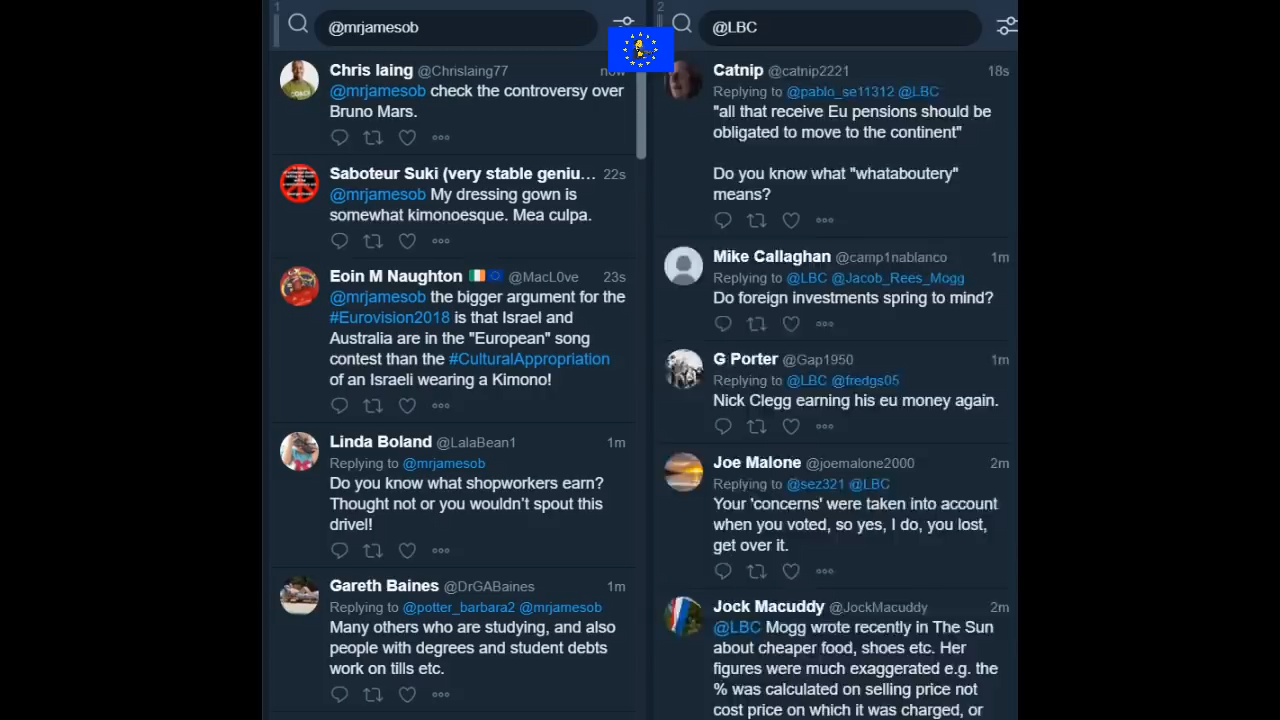 1
@mrjamesob
Chris laing @Chrislaing77 now
@mrjamesob check the controversy over
Bruno Mars.
Saboteur Suki (very stable geniu... 22s
@mrjamesob My dressing gown is
somewhat kimonoesque. Mea culpa.
Eoin M Naughton @MacL0ve 23s
@mrjamesob the bigger argument for the
#Eurovision2018 is that Israel and
Australia are in the "European" song
contest than the #CulturalAppropriation
of an Israeli wearing a Kimono!
Linda Boland @LalaBean1 1m
Replying to @mrjamesob
Do you know what shopworkers earn?
Thought not or you wouldn't spout this
drivel!
Gareth Baines @DrGABaines 1m
Replying to @potter_barbara2 @mrjamesob
Many others who are studying, and also
people with degrees and student debts
work on tills etc.
2
@LBC
Catnip @catnip2221 18s
Replying to @pablo_se11312 @LBC
"all that receive Eu pensions should be
obligated to move to the continent"
Do you know what "whataboutery"
means?
Mike Callaghan @camp1nablanco 1m
Replying to @LBC @Jacob_Rees_Mogg
Do foreign investments spring to mind?
G Porter @Gap1950 1m
Replying to @LBC @fredgs05
Nick Clegg earning his eu money again.
Joe Malone @joemalone2000 2m
Replying to @sez321 @LBC
Your 'concerns' were taken into account
when you voted, so yes, I do, you lost,
get over it.
Jock Macuddy @JockMacuddy 2m
@LBC Mogg wrote recently in The Sun
about cheaper food, shoes etc. Her
figures were much exaggerated e.g. the
% was calculated on selling price not
cost price on which it was charged, or